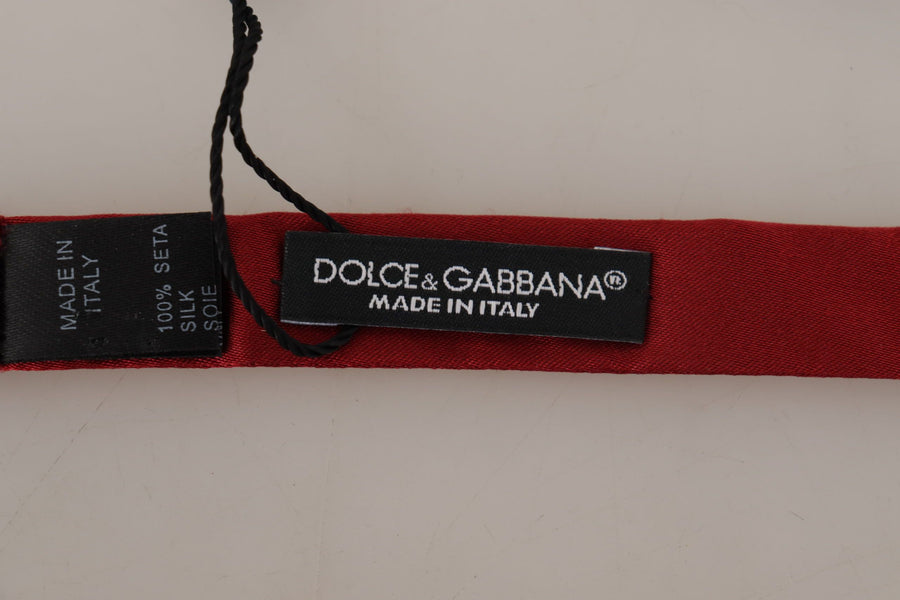 MADE IN
ITALY
100% SETA
SILK
SOIE
DOLCE&GABBANA®
MADE IN ITALY